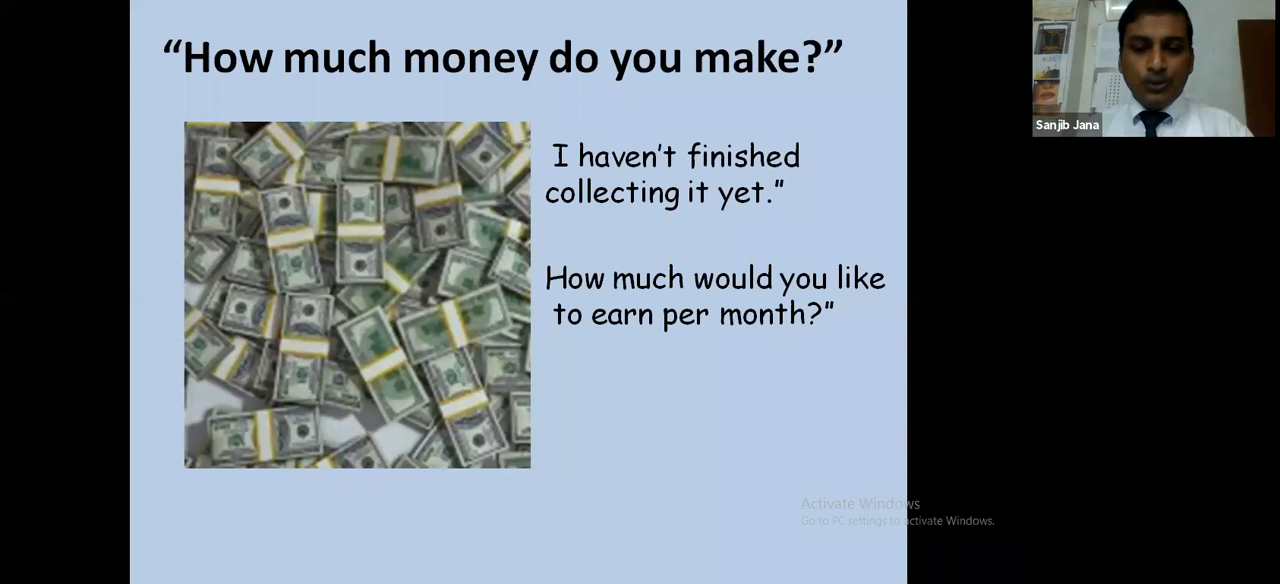 “How much money do you make?”
I haven’t finished
collecting it yet.”
How much would you like
to earn per month?”
Sanjib Jana
Activate Windows
Go to PC settings to activate Windows.